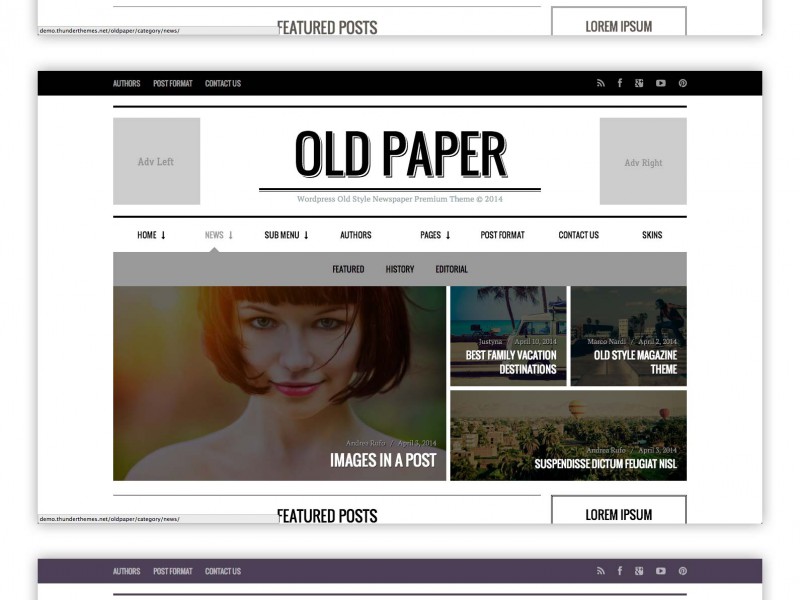 FEATURED POSTS
LOREM IPSUM
demo.thunderthemes.net/oldpaper/category/news/
AUTHORS POST FORMAT CONTACT US
Adv Left
OLD PAPER
Adv Right
Wordpress Old Style Newspaper Premium Theme © 2014
HOME NEWS SUB MENU AUTHORS PAGES POST FORMAT CONTACT US SKINS
FEATURED HISTORY EDITORIAL
Justyna / April 10, 2014
BEST FAMILY VACATION
DESTINATIONS
Marco Nardi / April 2, 2014
OLD STYLE MAGAZINE
THEME
Andrea Rufo / April 3, 2014
IMAGES IN A POST
Andrea Rufo / April 3, 2014
SUSPENDISSE DICTUM FEUGIAT NISL
FEATURED POSTS
LOREM IPSUM
demo.thunderthemes.net/oldpaper/category/news/
AUTHORS POST FORMAT CONTACT US